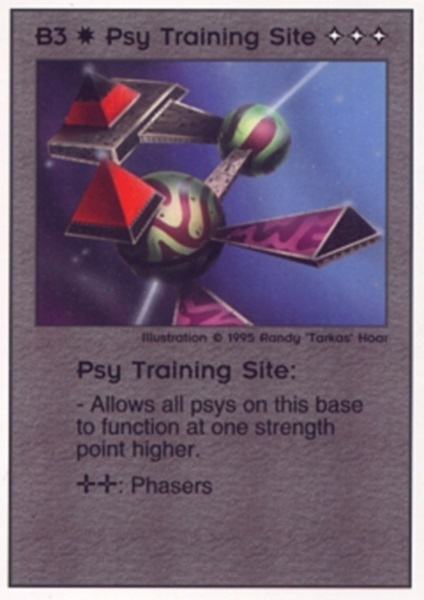 B3 ✷ Psy Training Site ✧✧✧
Illustration © 1995 Randy 'Tarkas' Hoar
Psy Training Site:
- Allows all psys on this base
to function at one strength
point higher.
✢✢: Phasers